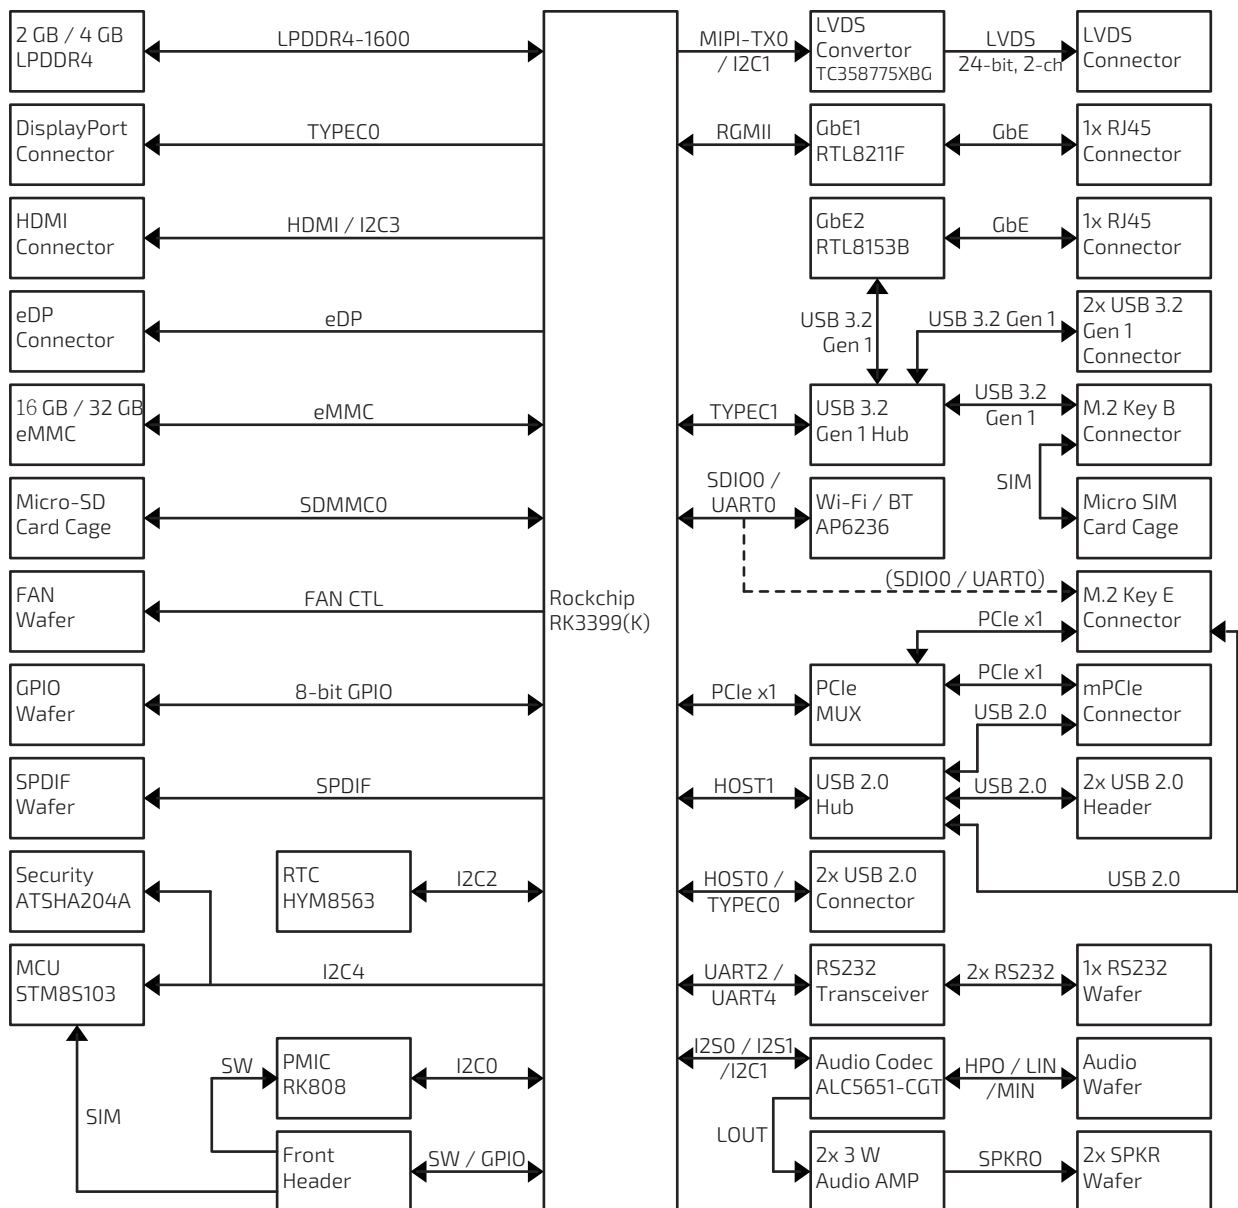 2 GB / 4 GB
LPDDR4
LPDDR4-1600
MIPI-TX0
/ I2C1
LVDS
Convertor
TC358775XBG
LVDS
24-bit, 2-ch
LVDS
Connector
DisplayPort
Connector
TYPEC0
RGMII
GbE1
RTL8211F
GbE
1x RJ45
Connector
HDMI
Connector
HDMI / I2C3
GbE2
RTL8153B
GbE
1x RJ45
Connector
eDP
Connector
eDP
USB 3.2
Gen 1
USB 3.2 Gen 1
2x USB 3.2
Gen 1
Connector
16 GB / 32 GB
eMMC
eMMC
TYPEC1
USB 3.2
Gen 1 Hub
USB 3.2
Gen 1
M.2 Key B
Connector
SIM
Micro-SD
Card Cage
SDMMC0
SDIO0 /
UART0
Wi-Fi / BT
AP6236
Micro SIM
Card Cage
FAN
Wafer
FAN CTL
Rockchip
RK3399(K)
(SDIO0 / UART0)
M.2 Key E
Connector
PCIe x1
GPIO
Wafer
8-bit GPIO
PCIe x1
PCIe
MUX
PCIe x1
mPCIe
Connector
USB 2.0
SPDIF
Wafer
SPDIF
HOST1
USB 2.0
Hub
USB 2.0
2x USB 2.0
Header
USB 2.0
Security
ATSHA204A
RTC
HYM8563
I2C2
HOST0 /
TYPEC0
2x USB 2.0
Connector
MCU
STM8S103
I2C4
UART2 /
UART4
RS232
Transceiver
2x RS232
1x RS232
Wafer
SW
PMIC
RK808
I2C0
I2S0 / I2S1
/I2C1
Audio Codec
ALC5651-CGT
HPO / LIN
/MIN
Audio
Wafer
SIM
Front
Header
SW / GPIO
LOUT
2x 3 W
Audio AMP
SPKRO
2x SPKR
Wafer